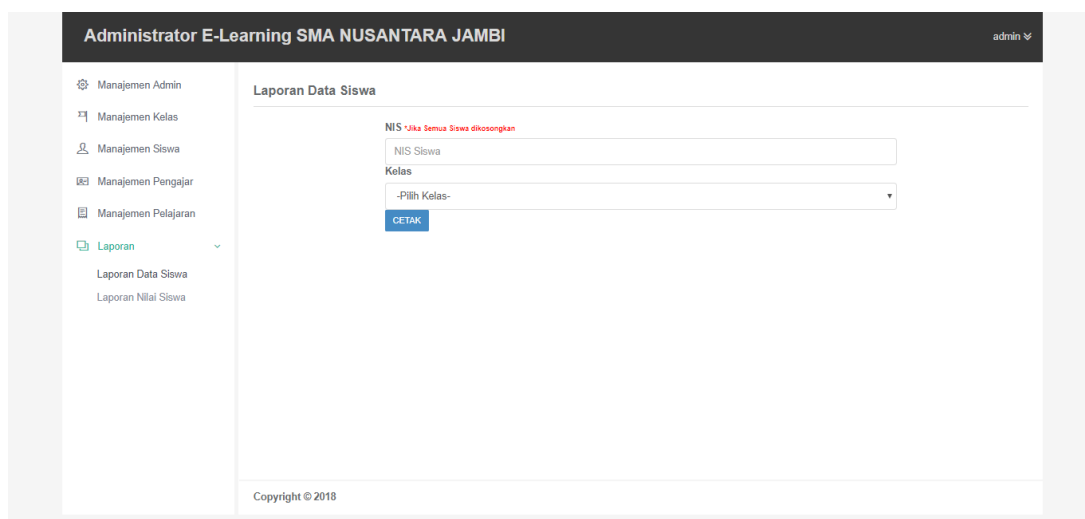 Administrator E-Learning SMA NUSANTARA JAMBI
admin
Manajemen Admin
Manajemen Kelas
Manajemen Siswa
Manajemen Pengajar
Manajemen Pelajaran
Laporan
Laporan Data Siswa
Laporan Nilai Siswa
Laporan Data Siswa
NIS *Jika Semua Siswa dikosongkan
NIS Siswa
Kelas
-Pilih Kelas-
CETAK
Copyright © 2018